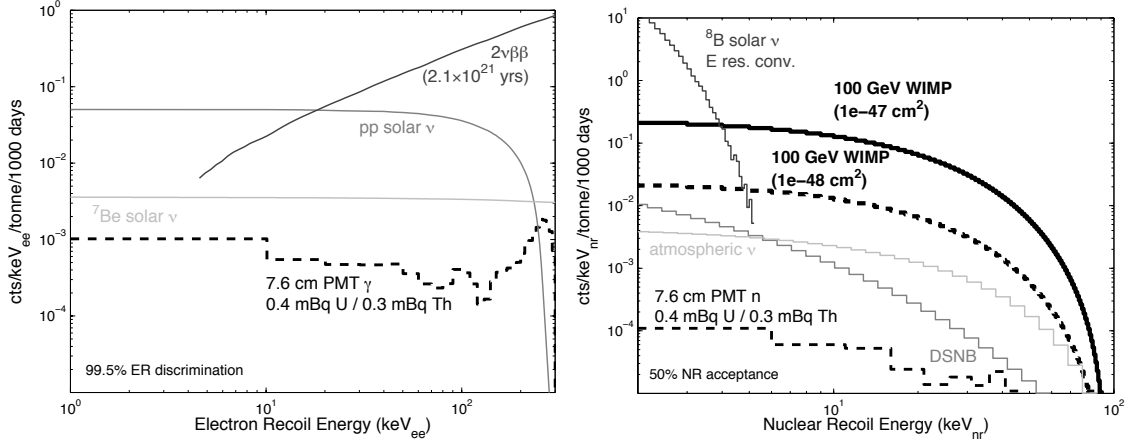 10^0
10^-1
10^-2
10^-3
10^-4
cts/keV_ee/tonne/1000 days
2νββ
(2.1×10^21 yrs)
pp solar ν
^7Be solar ν
7.6 cm PMT γ
0.4 mBq U / 0.3 mBq Th
99.5% ER discrimination
10^0
10^1
10^2
Electron Recoil Energy (keV_ee)
10^1
10^0
10^-1
10^-2
10^-3
10^-4
cts/keV_nr/tonne/1000 days
^8B solar ν
E res. conv.
100 GeV WIMP
(1e−47 cm^2)
100 GeV WIMP
(1e−48 cm^2)
atmospheric ν
7.6 cm PMT n
0.4 mBq U / 0.3 mBq Th
DSNB
50% NR acceptance
10^1
10^2
Nuclear Recoil Energy (keV_nr)